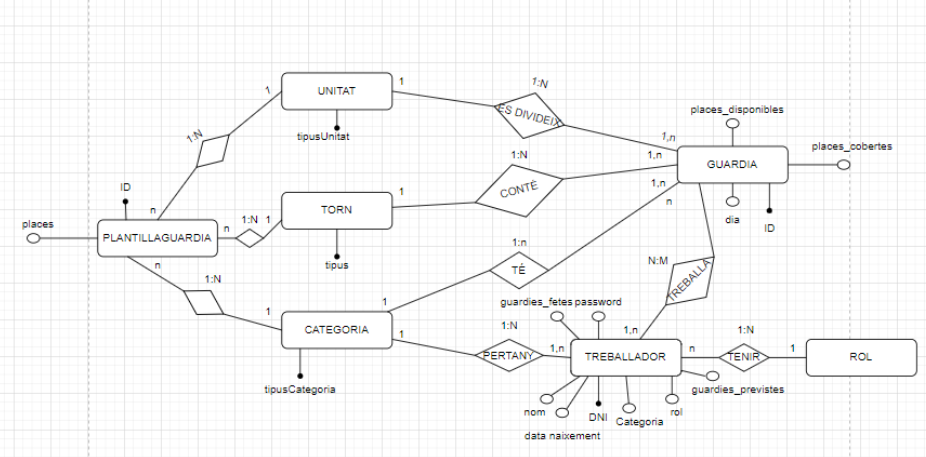 1:N
1
UNITAT
1
ES DIVIDEIX
places_disponibles
tipusUnitat
1:N
1,n
places_cobertes
1:N
1,n
GUARDIA
ID
n
1
CONTÉ
1,n
TORN
n
places
1:N
1
dia
ID
n
PLANTILLAGUARDIA
1:n
n
tipus
TÉ
N:M
TREBALLA
1:N
1
guardies_fetes
password
1
CATEGORIA
1
1:N
1,n
1:N
1,n
PERTANY
TREBALLADOR
n
TENIR
1
ROL
tipusCategoria
guardies_previstes
nom
DNI
Categoria
rol
data naixement